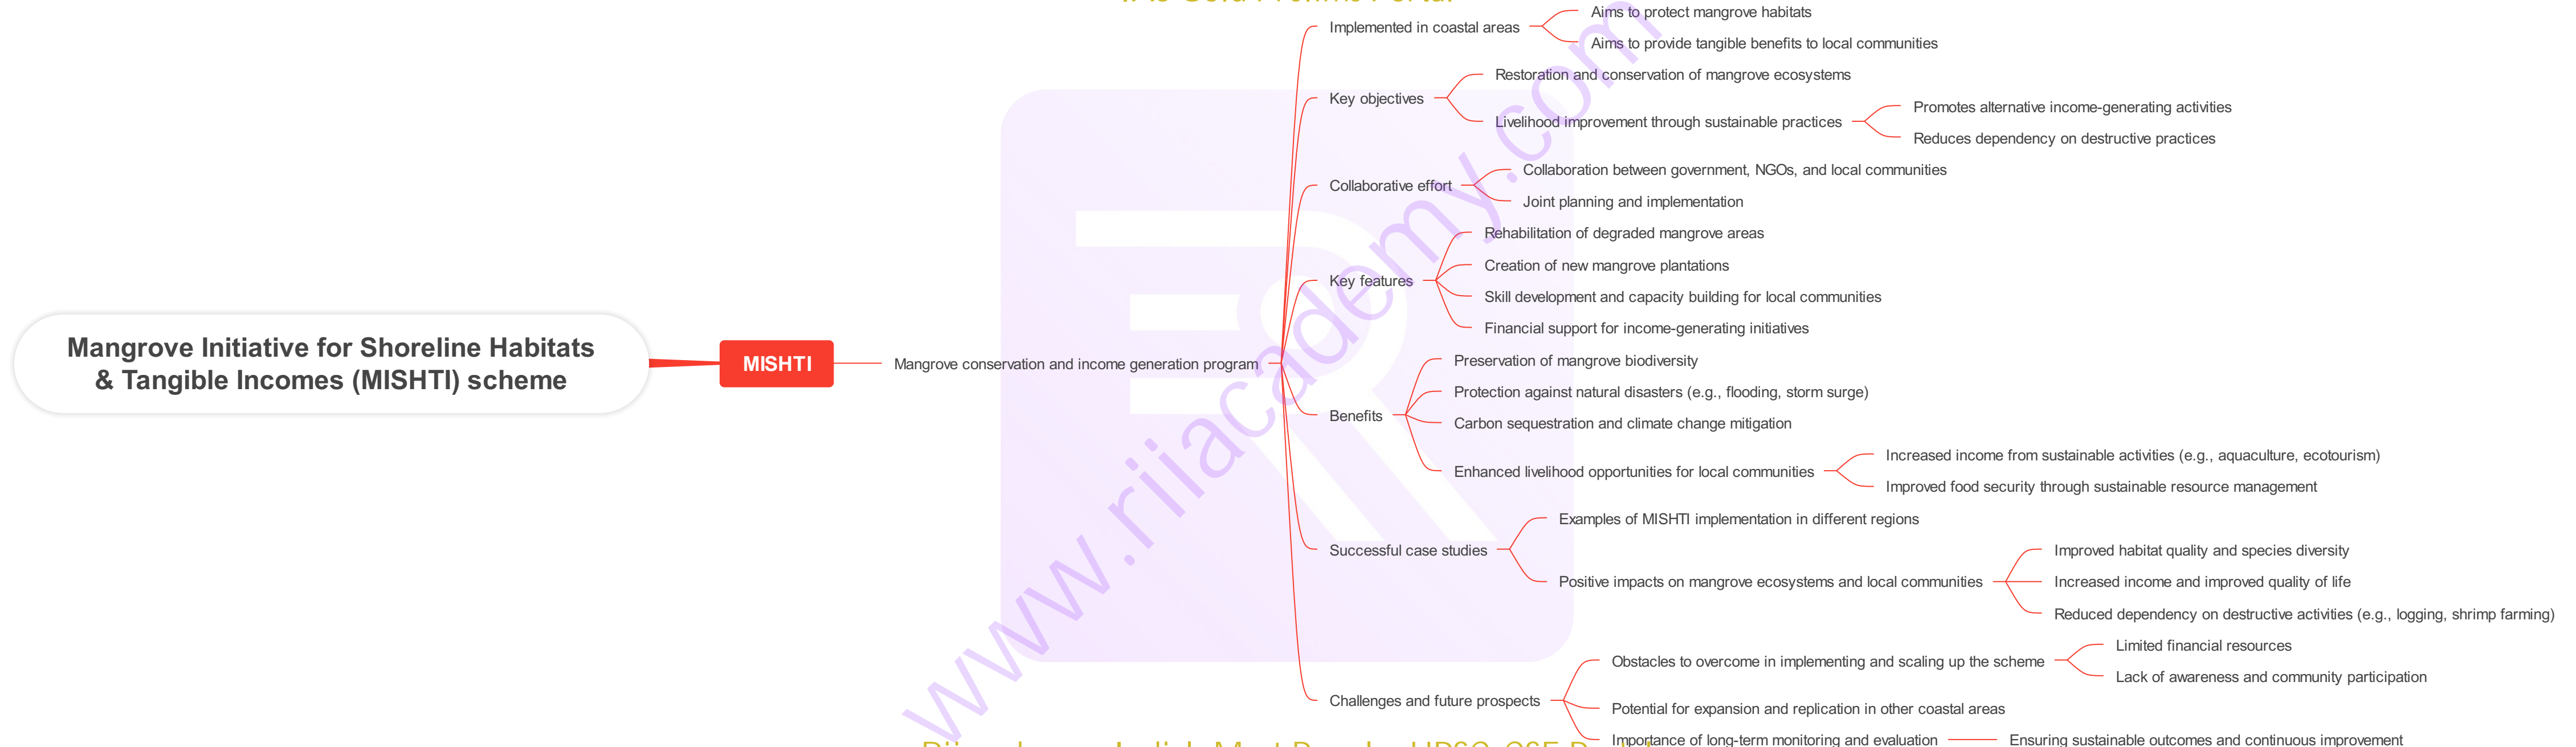 IAS Gold Prelims Portal
Implemented in coastal areas
Aims to protect mangrove habitats
Aims to provide tangible benefits to local communities
Key objectives
Restoration and conservation of mangrove ecosystems
Livelihood improvement through sustainable practices
Promotes alternative income-generating activities
Reduces dependency on destructive practices
Collaborative effort
Collaboration between government, NGOs, and local communities
Joint planning and implementation
Key features
Rehabilitation of degraded mangrove areas
Creation of new mangrove plantations
Skill development and capacity building for local communities
Financial support for income-generating initiatives
Mangrove Initiative for Shoreline Habitats
& Tangible Incomes (MISHTI) scheme
MISHTI
Mangrove conservation and income generation program
Benefits
Preservation of mangrove biodiversity
Protection against natural disasters (e.g., flooding, storm surge)
Carbon sequestration and climate change mitigation
Enhanced livelihood opportunities for local communities
Increased income from sustainable activities (e.g., aquaculture, ecotourism)
Improved food security through sustainable resource management
Successful case studies
Examples of MISHTI implementation in different regions
Positive impacts on mangrove ecosystems and local communities
Improved habitat quality and species diversity
Increased income and improved quality of life
Reduced dependency on destructive activities (e.g., logging, shrimp farming)
Challenges and future prospects
Obstacles to overcome in implementing and scaling up the scheme
Limited financial resources
Lack of awareness and community participation
Potential for expansion and replication in other coastal areas
Importance of long-term monitoring and evaluation
Ensuring sustainable outcomes and continuous improvement
www.riiacademy.com